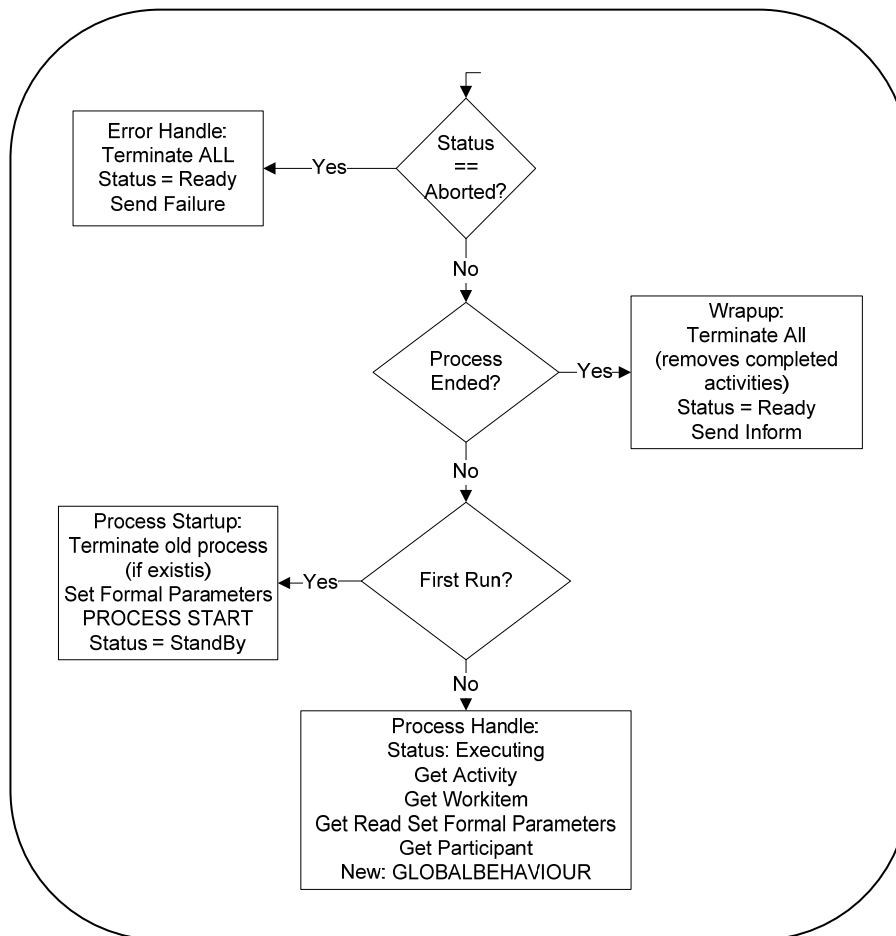 Status
==
Aborted?
Yes
Error Handle:
Terminate ALL
Status = Ready
Send Failure
No
Process
Ended?
Yes
Wrapup:
Terminate All
(removes completed
activities)
Status = Ready
Send Inform
No
First Run?
Yes
Process Startup:
Terminate old process
(if existis)
Set Formal Parameters
PROCESS START
Status = StandBy
No
Process Handle:
Status: Executing
Get Activity
Get Workitem
Get Read Set Formal Parameters
Get Participant
New: GLOBALBEHAVIOUR